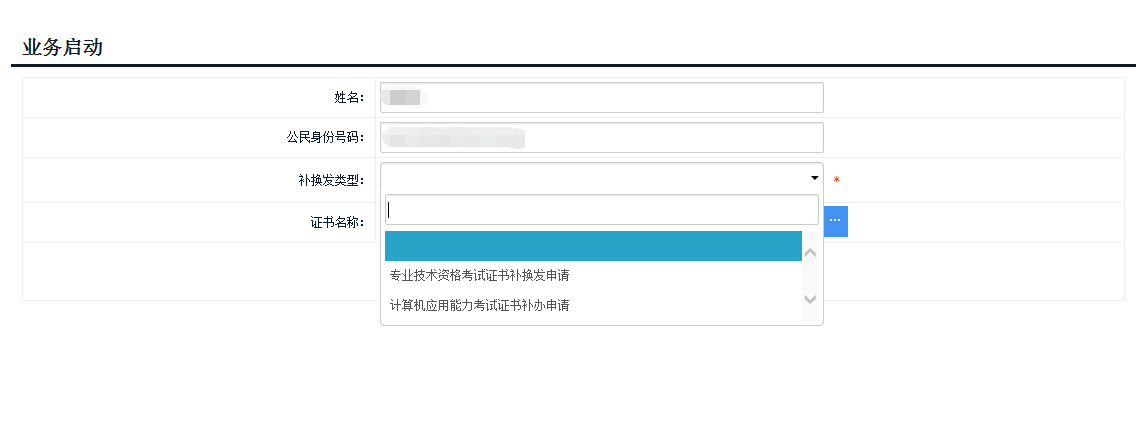 业务启动
姓名：
公民身份号码：
补换发类型：
*
证书名称：
...
专业技术资格考试证书补换发申请
计算机应用能力考试证书补办申请